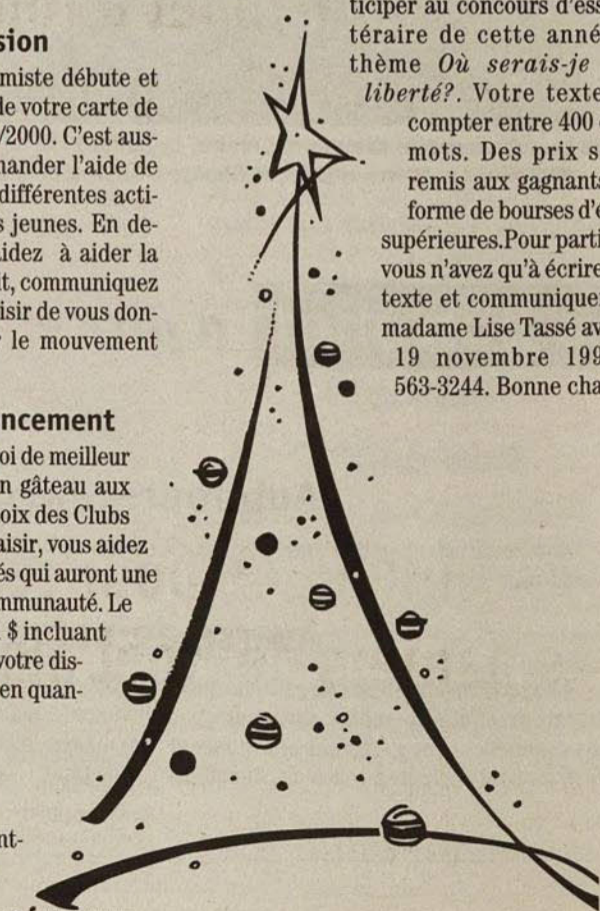 sion
miste débute et
de votre carte de
/2000. C'est aus-
mander l'aide de
différentes acti-
s jeunes. En de-
idez à aider la
it, communiquez
isir de vous don-
r le mouvement
ncement
oi de meilleur
n gâteau aux
oix des Clubs
aisir, vous aidez
és qui auront une
mmunauté. Le
$ incluant
votre dis-
en quan-
nt-
ticiper au concours d'ess
téraire de cette anné
thème Où serais-je
liberté?. Votre texte
compter entre 400
mots. Des prix s
remis aux gagnants
forme de bourses d'é
supérieures.Pour parti
vous n'avez qu'à écrire
texte et communique
madame Lise Tassé av
19 novembre 199
563-3244. Bonne cha